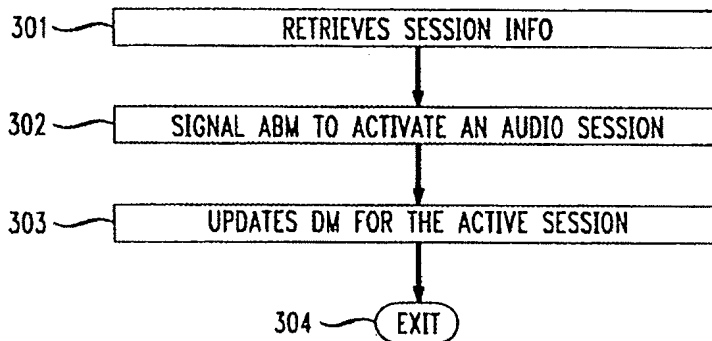 301 RETRIEVES SESSION INFO
302 SIGNAL ABM TO ACTIVATE AN AUDIO SESSION
303 UPDATES DM FOR THE ACTIVE SESSION
304 EXIT